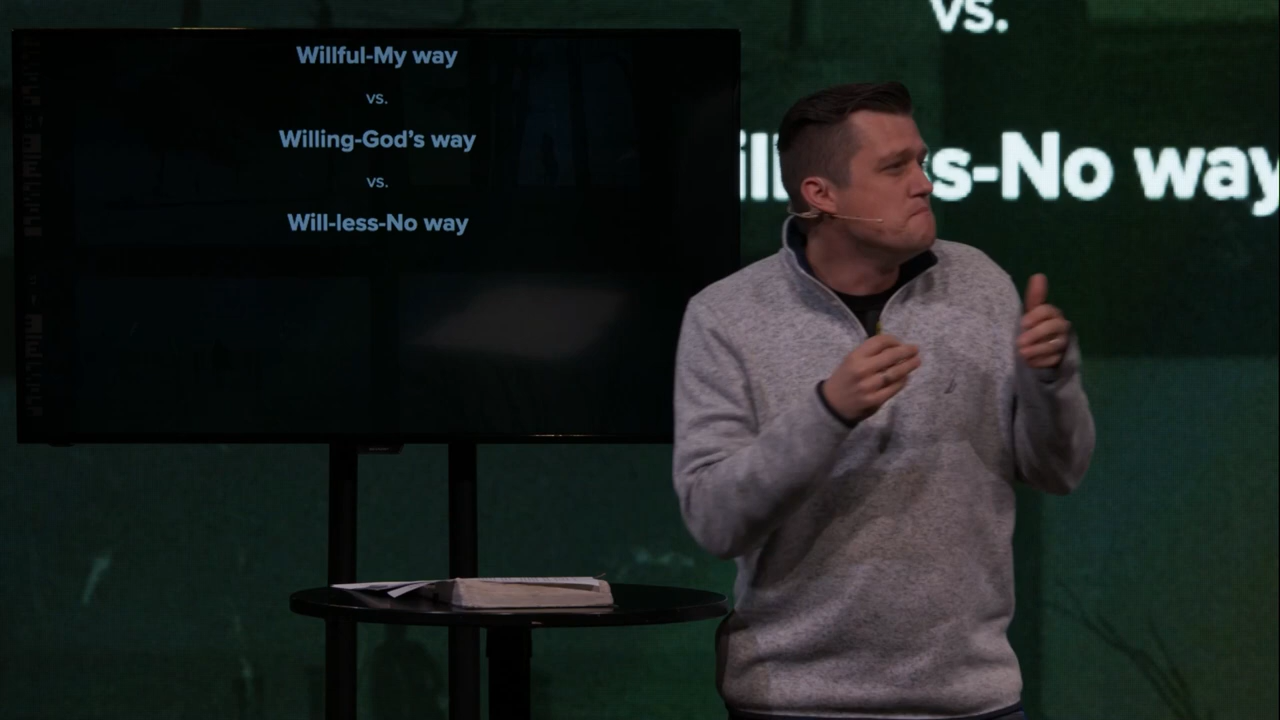 Willful-My way
vs.
Willing-God’s way
vs.
Will-less-No way
vs.
s-No way